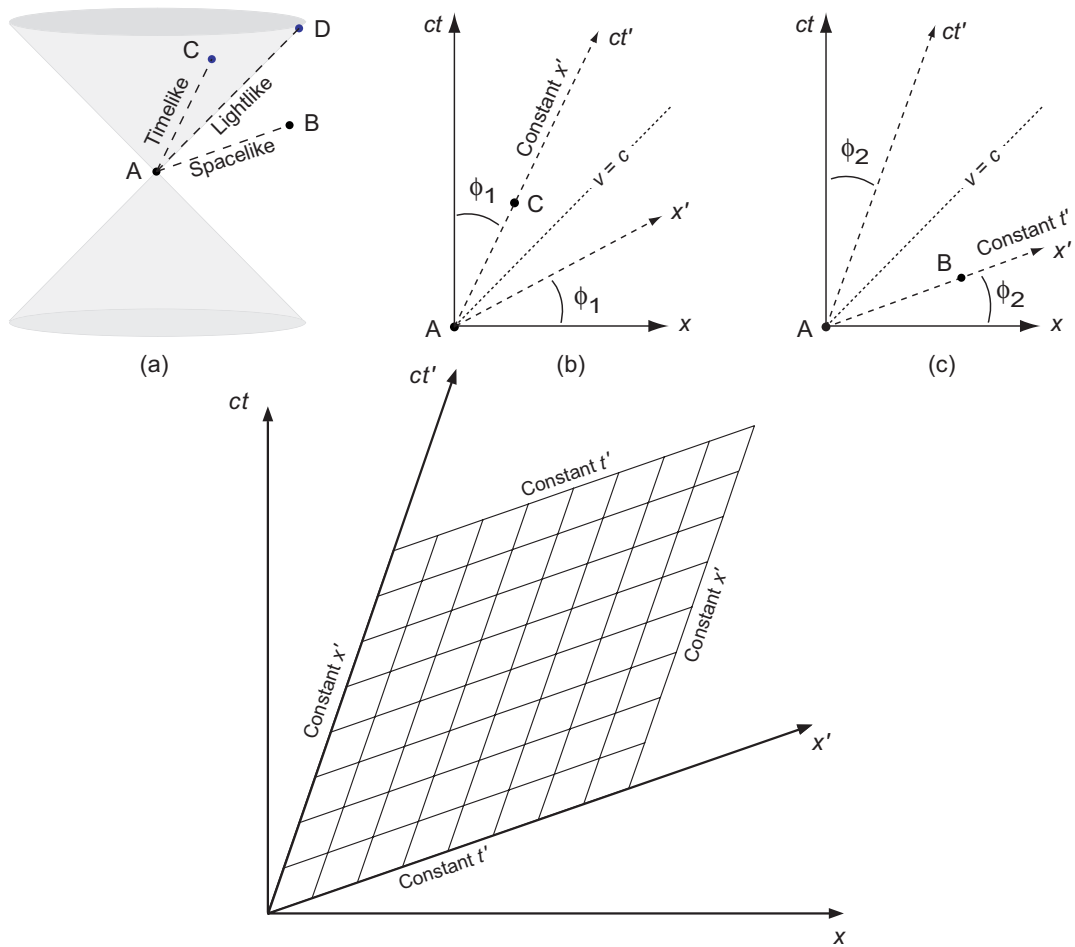 D
C
Timelike
Lightlike
B
A
Spacelike
(a)
ct
ct'
Constant x'
v = c
ϕ1
C
x'
ϕ1
A
x
(b)
ct
ct'
ϕ2
v = c
Constant t'
B
x'
ϕ2
A
x
(c)
ct
ct'
Constant t'
Constant x'
Constant x'
x'
Constant t'
x